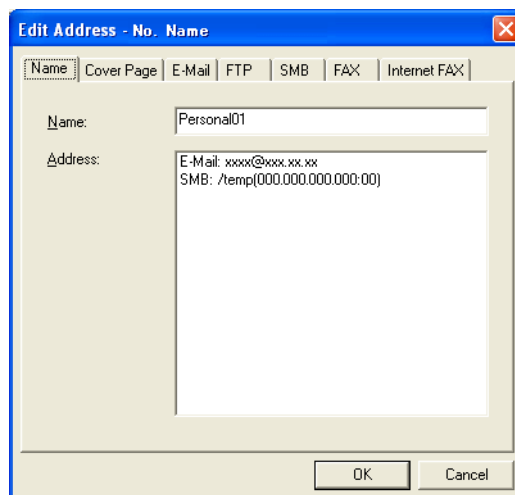 Edit Address - No. Name
Name Cover Page E-Mail FTP SMB FAX Internet FAX
Name: Personal01
Address: E-Mail: xxxx@xxx.xx.xx
SMB: /temp(000.000.000.000:00)
OK Cancel